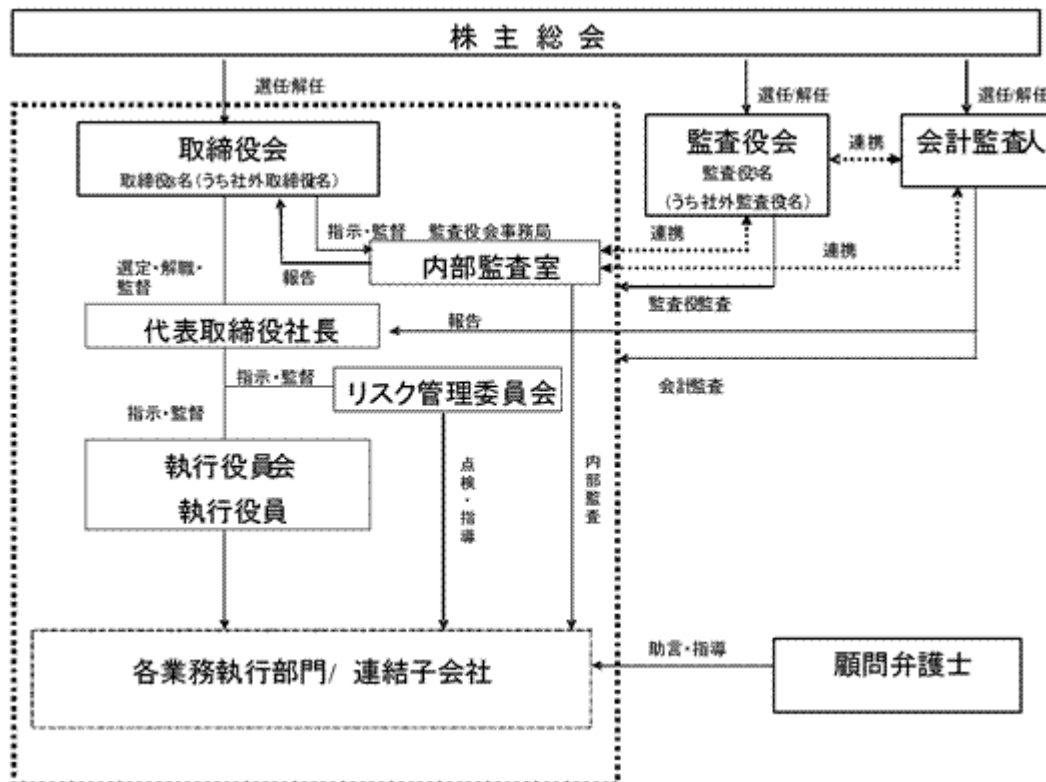 株主総会
選任/解任
選任/解任
選任/解任
取締役会
監査役会
会計監査人
連携
監査役名
(うち社外監査役名)
指示・監督
監査役会事務局
連携
内部監査室
連携
選定・解職・
監督
報告
監査役監査
代表取締役社長
報告
指示・監督
リスク管理委員会
会計監査
指示・監督
執行役員会
執行役員
点検・指導
内部監査
各業務執行部門/ 連結子会社
助言・指導
顧問弁護士